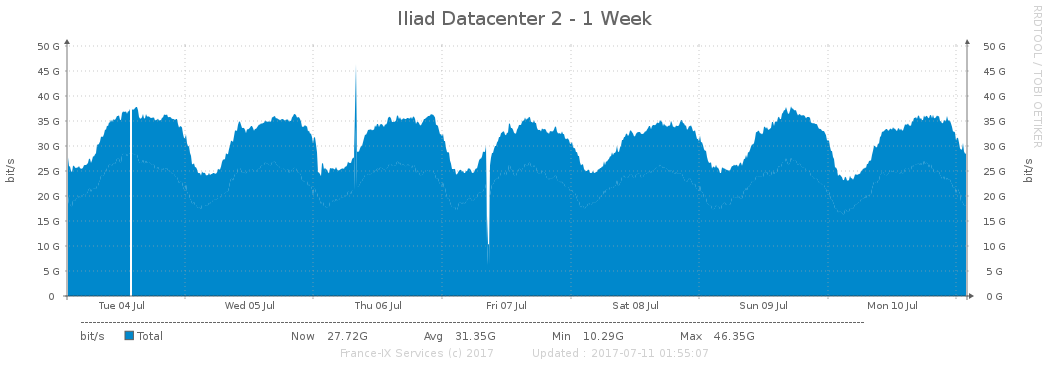 Iliad Datacenter 2 - 1 Week
RRDTOOL / TOBI OETIKER
bit/s
50 G 50 G
45 G 45 G
40 G 40 G
35 G 35 G
30 G 30 G
25 G 25 G
20 G 20 G
15 G 15 G
10 G 10 G
5 G 5 G
0 0 G
bit/s
Tue 04 Jul Wed 05 Jul Thu 06 Jul Fri 07 Jul Sat 08 Jul Sun 09 Jul Mon 10 Jul
bit/s Total Now 27.72G Avg 31.35G Min 10.29G Max 46.35G
France-IX Services (c) 2017 Updated : 2017-07-11 01:55:07